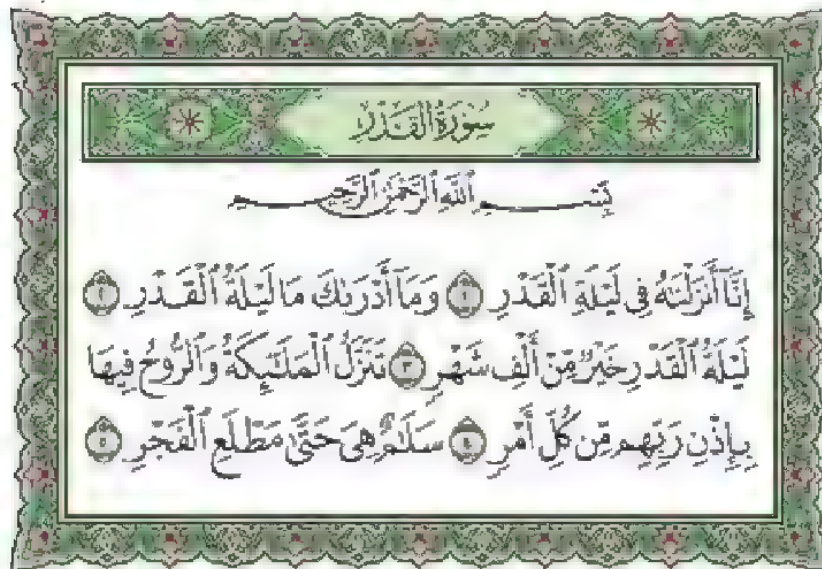 سُورَةُ الْقَدْرِ
بِسْمِ ٱللَّهِ ٱلرَّحْمَٰنِ ٱلرَّحِيمِ
إِنَّآ أَنزَلْنَٰهُ فِى لَيْلَةِ ٱلْقَدْرِ ١ وَمَآ أَدْرَىٰكَ مَا لَيْلَةُ ٱلْقَدْرِ ٢
لَيْلَةُ ٱلْقَدْرِ خَيْرٌ مِّنْ أَلْفِ شَهْرٍ ٣ تَنَزَّلُ ٱلْمَلَٰٓئِكَةُ وَٱلرُّوحُ فِيهَا
بِإِذْنِ رَبِّهِم مِّن كُلِّ أَمْرٍ ٤ سَلَٰمٌ هِىَ حَتَّىٰ مَطْلَعِ ٱلْفَجْرِ ٥